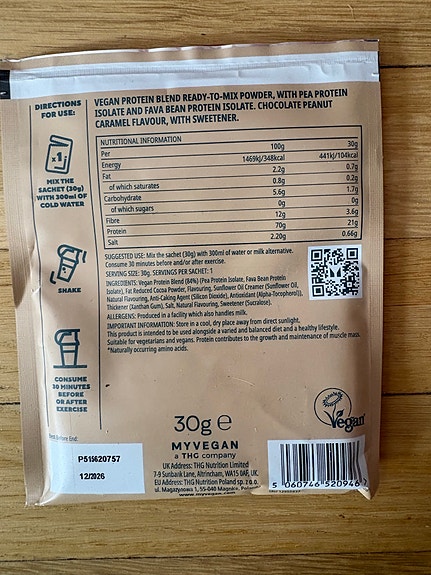 DIRECTIONS
FOR USE:
x1
MIX THE
SACHET (30g)
WITH 300ml OF
COLD WATER
SHAKE
CONSUME
30 MINUTES
BEFORE
OR AFTER
EXERCISE
VEGAN PROTEIN BLEND READY-TO-MIX POWDER, WITH PEA PROTEIN
ISOLATE AND FAVA BEAN PROTEIN ISOLATE. CHOCOLATE PEANUT
CARAMEL FLAVOUR, WITH SWEETENER.
NUTRITIONAL INFORMATION
Per 100g 30g
Energy 1469kJ/348kcal 441kJ/104kcal
Fat 2.2g 0.7g
of which saturates 0.8g 0.2g
Carbohydrate 5.6g 1.7g
of which sugars 0g 0g
Fibre 12g 3.6g
Protein 70g 21g
Salt 2.20g 0.66g
SUGGESTED USE: Mix the sachet (30g) with 300ml of water or milk alternative.
Consume 30 minutes before and/or after exercise.
SERVING SIZE: 30g. SERVINGS PER SACHET: 1
INGREDIENTS: Vegan Protein Blend (84%) (Pea Protein Isolate, Fava Bean Protein
Isolate), Fat Reduced Cocoa Powder, Flavouring, Sunflower Oil Creamer (Sunflower Oil,
Natural Flavouring, Anti-Caking Agent (Silicon Dioxide), Antioxidant (Alpha-Tocopherol)),
Thickener (Xanthan Gum), Salt, Natural Flavouring, Sweetener (Sucralose).
ALLERGENS: Produced in a facility which also handles milk.
IMPORTANT INFORMATION: Store in a cool, dry place away from direct sunlight.
This product is intended to be used alongside a varied and balanced diet and a healthy lifestyle.
Suitable for vegetarians and vegans. Protein contributes to the growth and maintenance of muscle mass.
*Naturally occurring amino acids.
30g e
MYVEGAN
a THG company
UK Address: THG Nutrition Limited
7-9 Sunbank Lane, Altrincham, WA15 0AF, UK.
EU Address: THG Nutrition Poland sp. z o.o.
ul. Magazynowa 1, 55-040 Magnice, Poland
www.myvegan.com
Vegan
Before End:
P515620757
12/2026
5 060746 520946